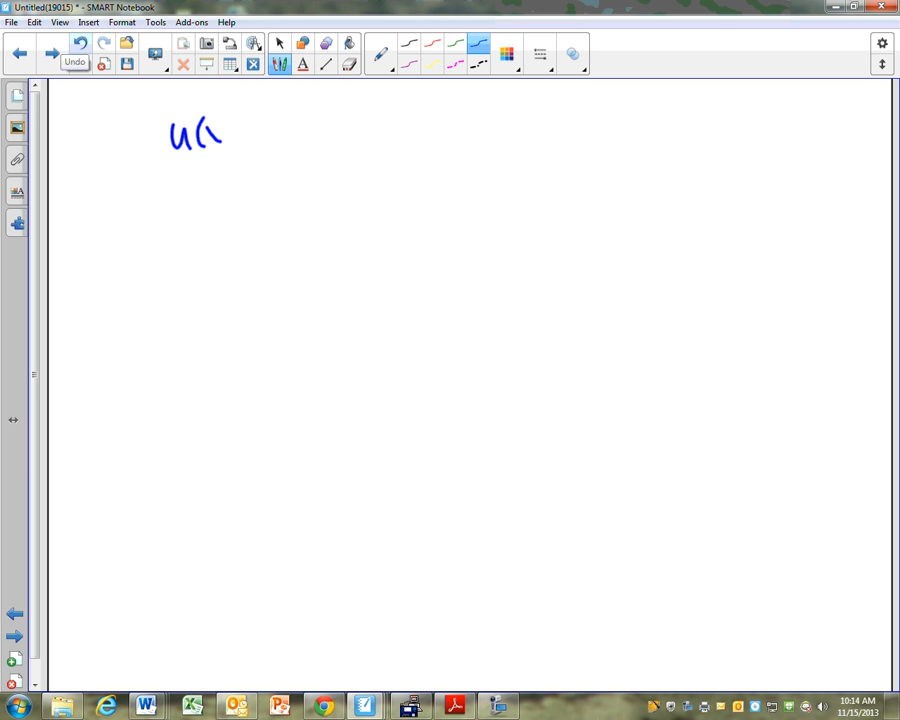 Untitled(19015) * - SMART Notebook
File Edit View Insert Format Tools Add-ons Help
Undo
u(
10:14 AM
11/15/2013